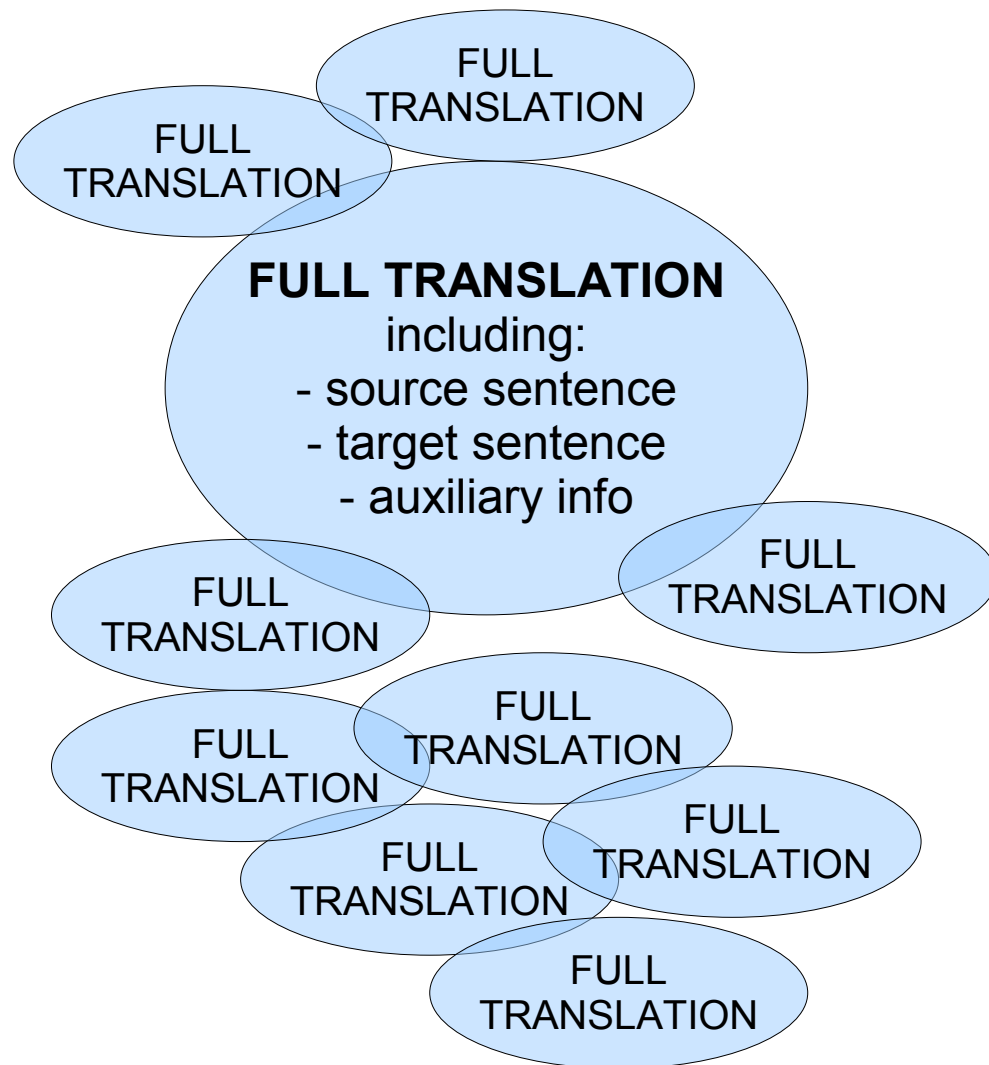 FULL
TRANSLATION
FULL
TRANSLATION
FULL TRANSLATION
including:
- source sentence
- target sentence
- auxiliary info
FULL
TRANSLATION
FULL
TRANSLATION
FULL
TRANSLATION
FULL
TRANSLATION
FULL
TRANSLATION
FULL
TRANSLATION
FULL
TRANSLATION